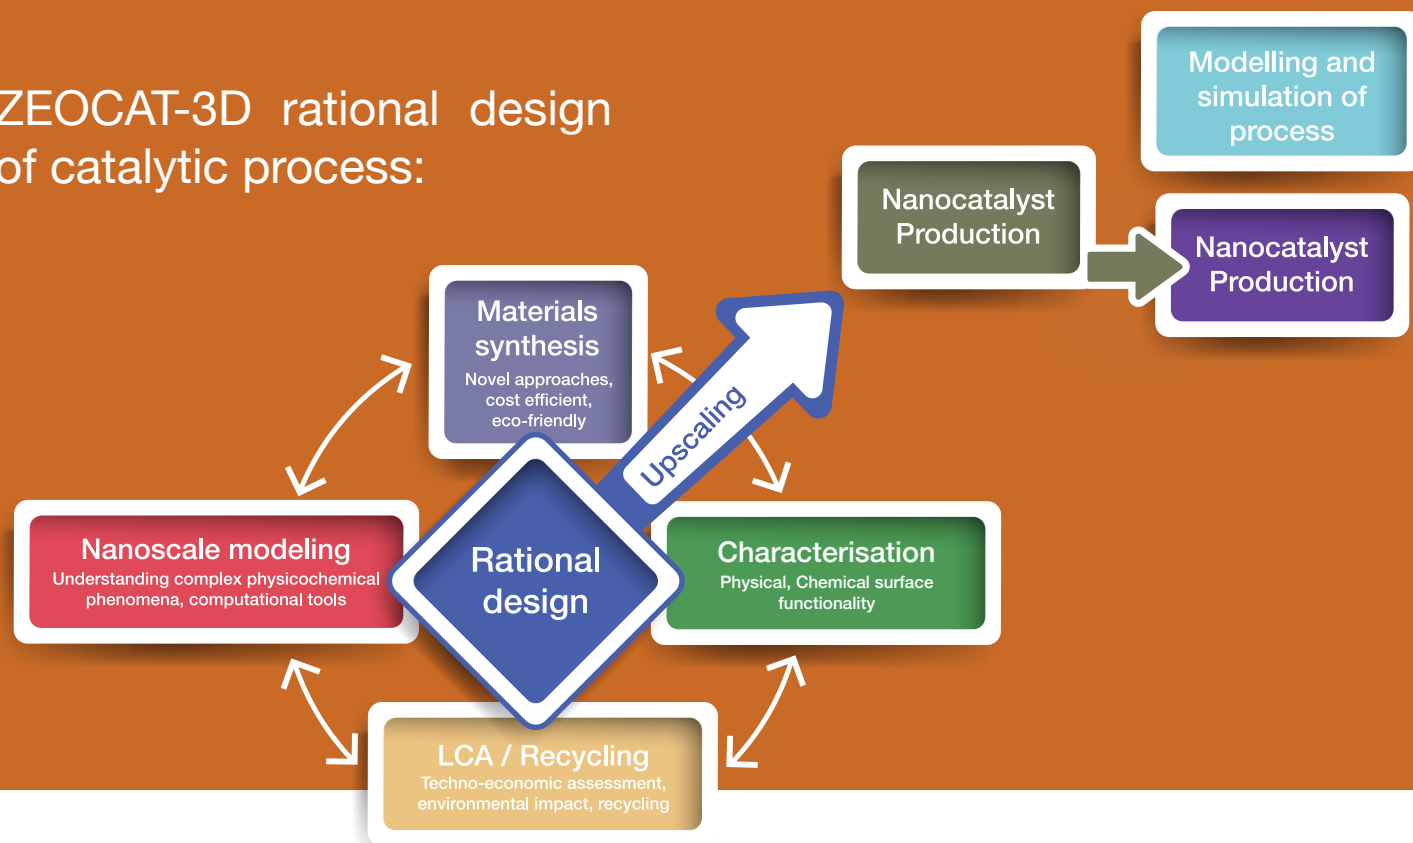 ZEOCAT-3D rational design
of catalytic process:
Modelling and
simulation of
process
Nanocatalyst
Production
Nanocatalyst
Production
Materials
synthesis
Novel approaches,
cost efficient,
eco-friendly
Upscaling
Nanoscale modeling
Understanding complex physicochemical
phenomena, computational tools
Rational
design
Characterisation
Physical, Chemical surface
functionality
LCA / Recycling
Techno-economic assessment,
environmental impact, recycling